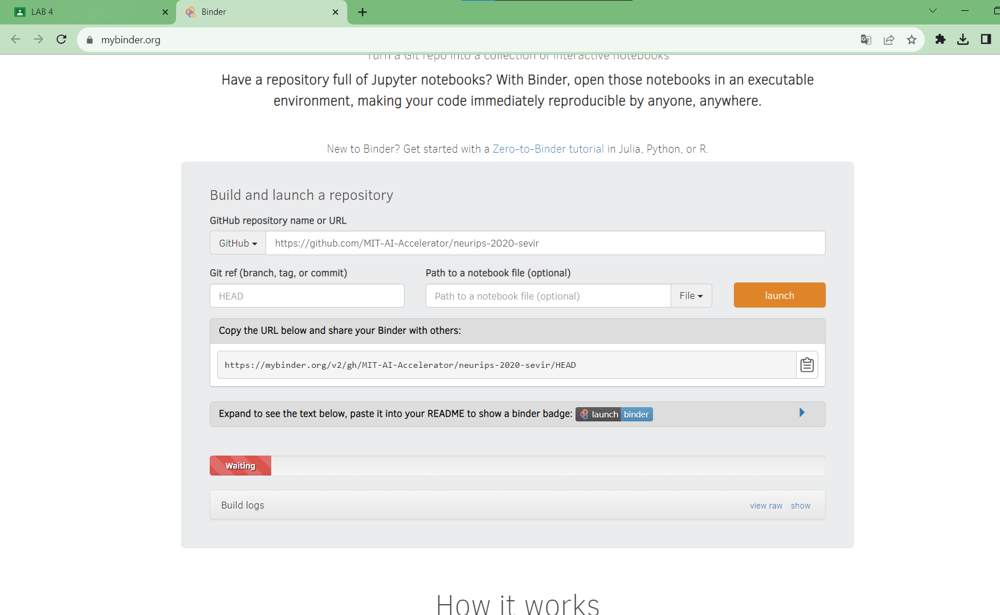 LAB 4
Binder
mybinder.org
Turn a Git repo into a collection of interactive notebooks
Have a repository full of Jupyter notebooks? With Binder, open those notebooks in an executable
environment, making your code immediately reproducible by anyone, anywhere.
New to Binder? Get started with a Zero-to-Binder tutorial in Julia, Python, or R.
Build and launch a repository
GitHub repository name or URL
GitHub https://github.com/MIT-AI-Accelerator/neurips-2020-sevir
Git ref (branch, tag, or commit) Path to a notebook file (optional)
HEAD Path to a notebook file (optional) File launch
Copy the URL below and share your Binder with others:
https://mybinder.org/v2/gh/MIT-AI-Accelerator/neurips-2020-sevir/HEAD
Expand to see the text below, paste it into your README to show a binder badge: launch binder
Waiting
Build logs view raw show
How it works